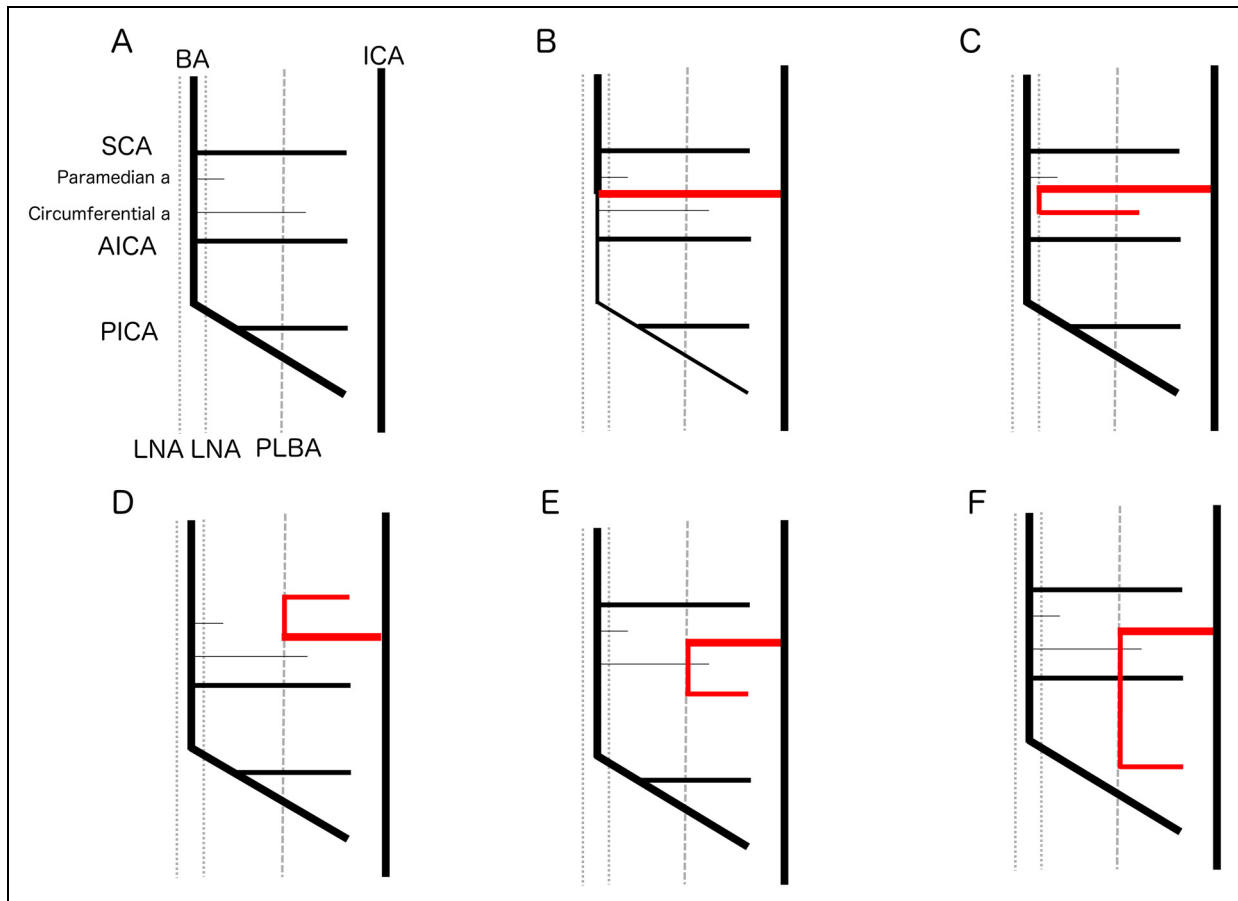 A
B
C
BA
ICA
SCA
Paramedian a
Circumferential a
AICA
PICA
LNA LNA PLBA
D
E
F